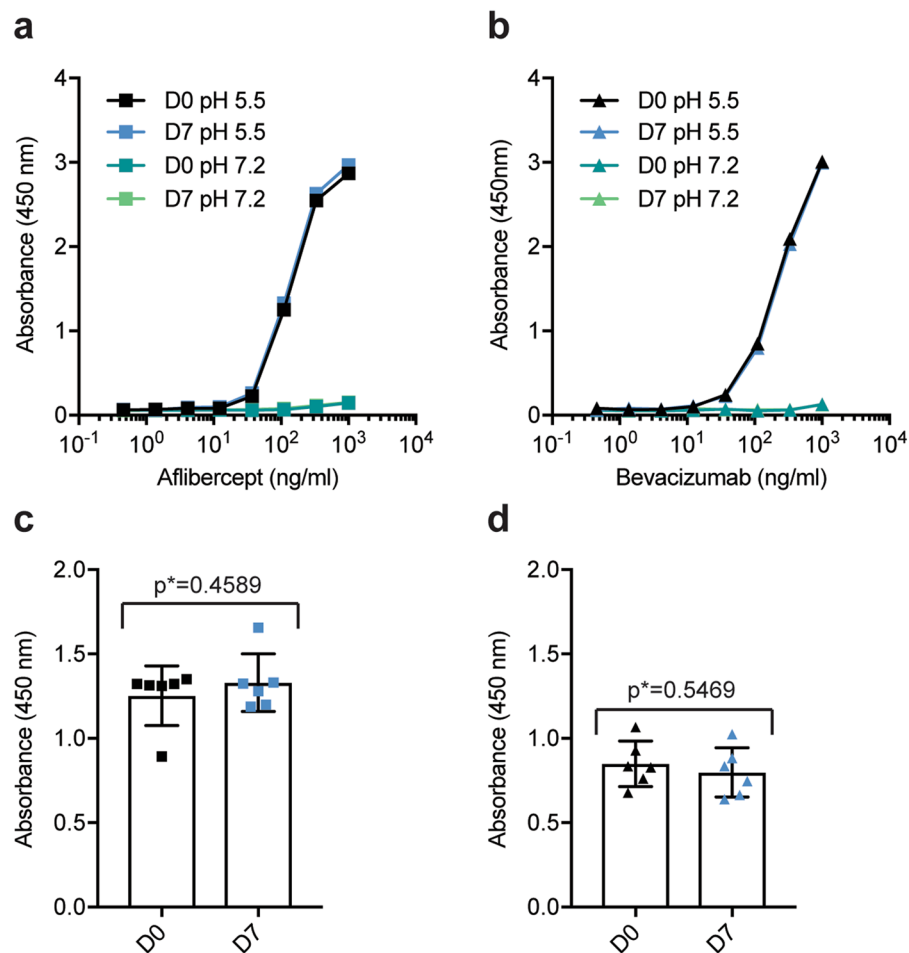 a
4
3
2
1
0
Absorbance (450 nm)
D0 pH 5.5
D7 pH 5.5
D0 pH 7.2
D7 pH 7.2
10⁻¹ 10⁰ 10¹ 10² 10³ 10⁴
Aflibercept (ng/ml)
b
4
3
2
1
0
Absorbance (450nm)
D0 pH 5.5
D7 pH 5.5
D0 pH 7.2
D7 pH 7.2
10⁻¹ 10⁰ 10¹ 10² 10³ 10⁴
Bevacizumab (ng/ml)
c
2.0
1.5
1.0
0.5
0.0
Absorbance (450 nm)
p*=0.4589
D0 D7
d
2.0
1.5
1.0
0.5
0.0
Absorbance (450 nm)
p*=0.5469
D0 D7